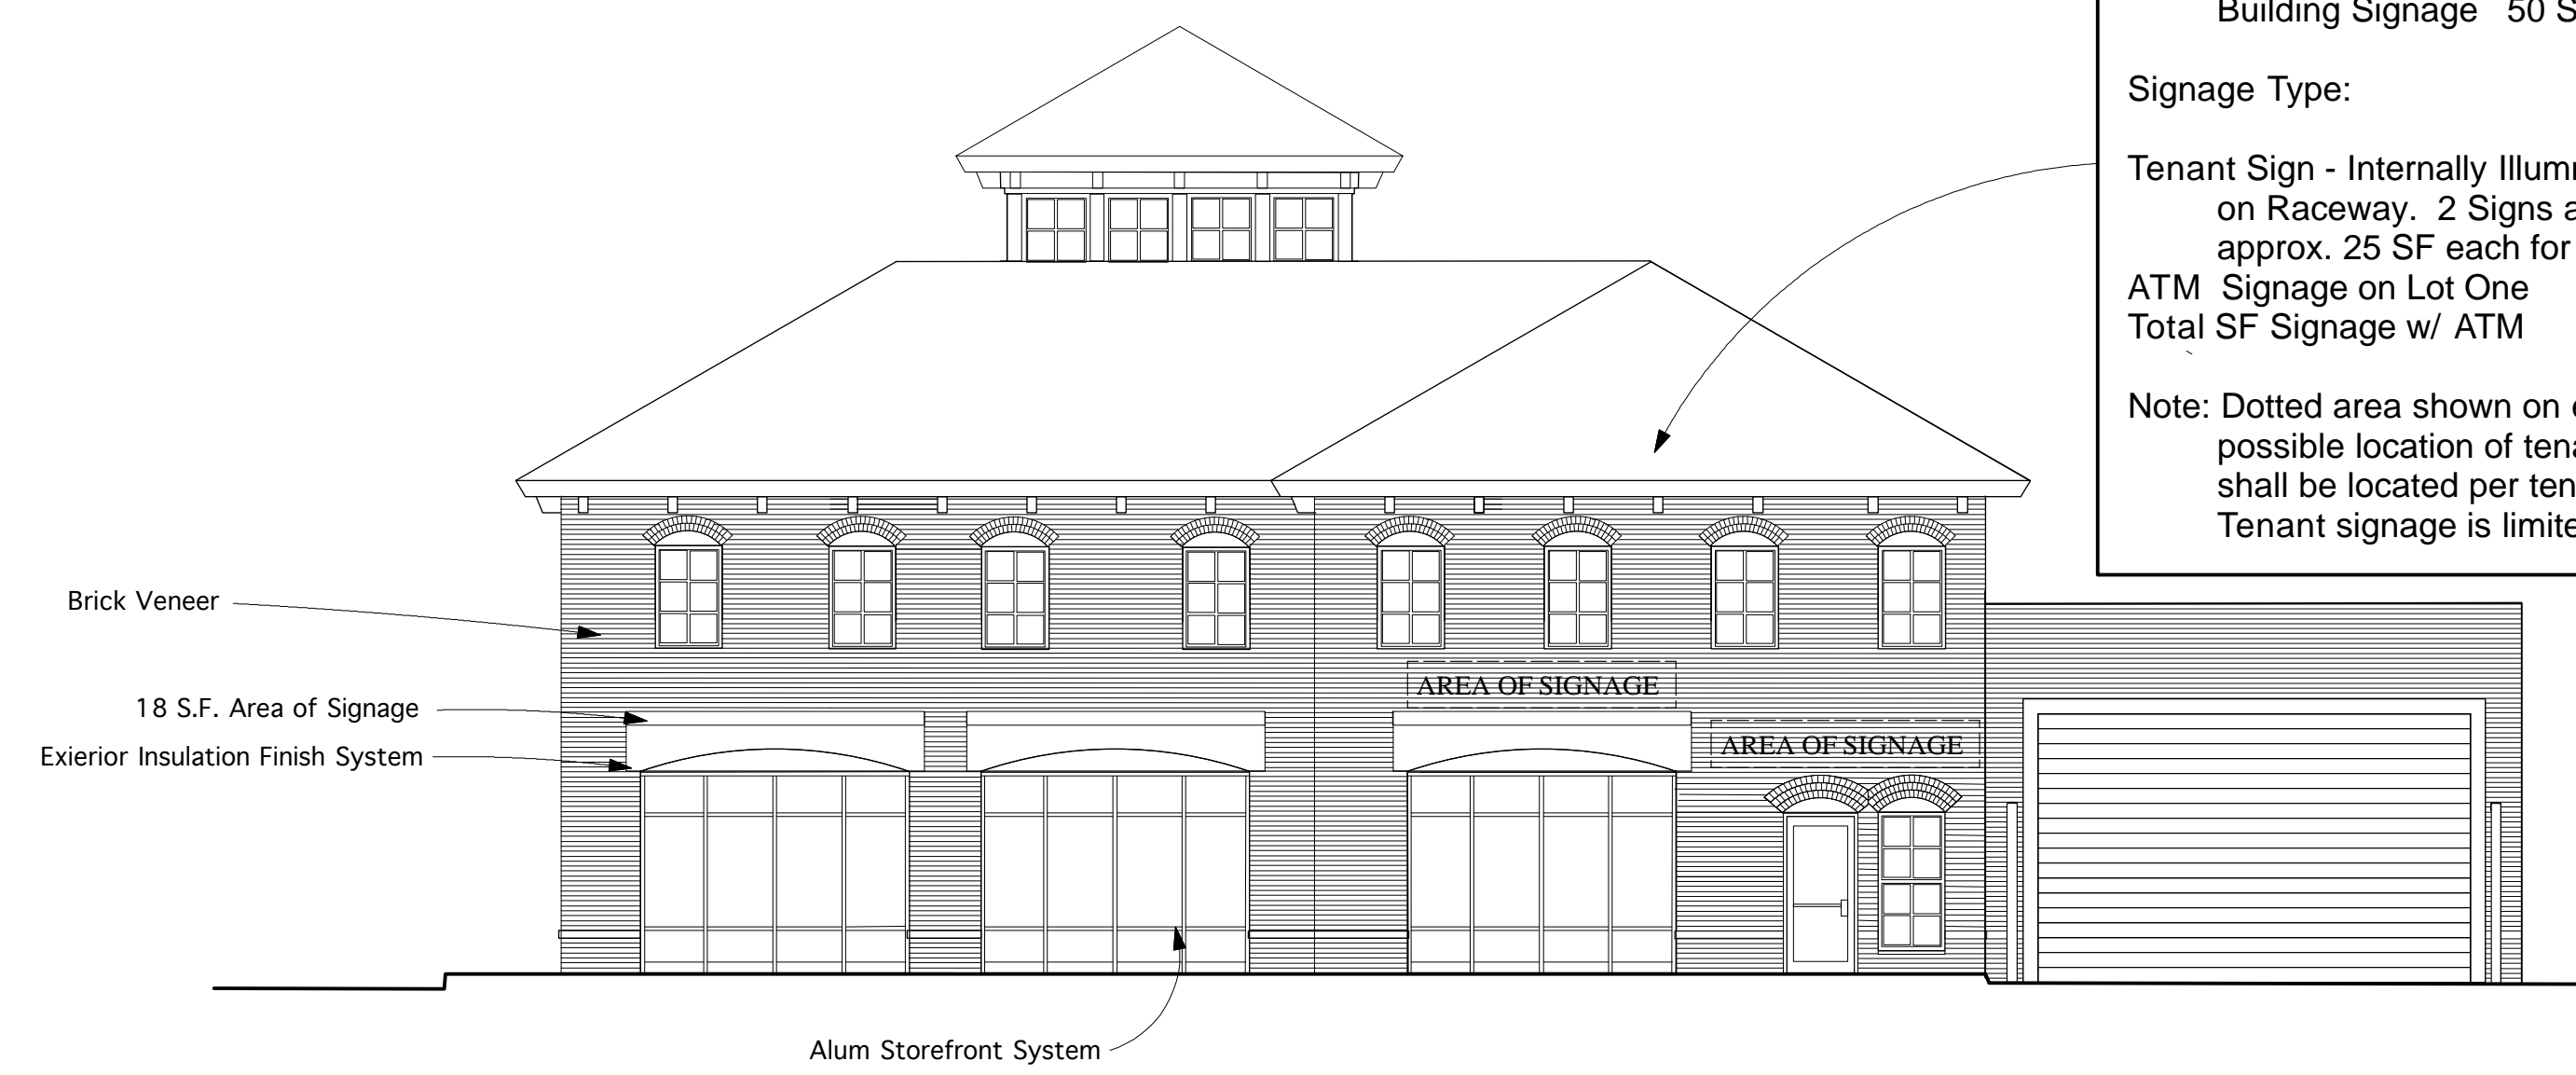 Building Signage 50 S
Signage Type:
Tenant Sign - Internally Illum
on Raceway. 2 Signs a
approx. 25 SF each for
ATM Signage on Lot One
Total SF Signage w/ ATM
Note: Dotted area shown on
possible location of tena
shall be located per ten
Tenant signage is limite
Brick Veneer
18 S.F. Area of Signage
Exierior Insulation Finish System
AREA OF SIGNAGE
AREA OF SIGNAGE
Alum Storefront System